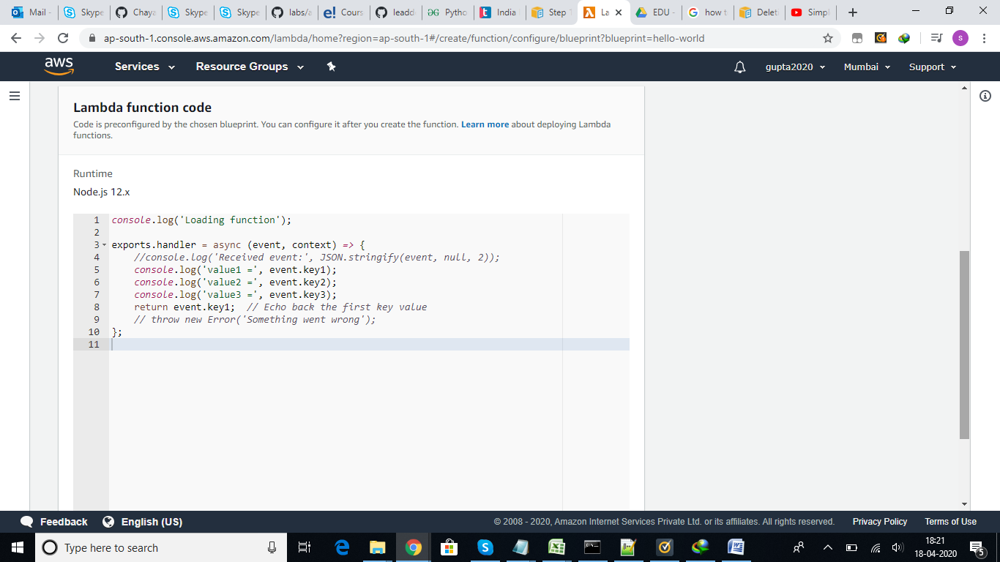 Mail -
Skype
Chaya
Skype
Skype
labs/a
Cours
leadd
Pytho
India
Step 1
La
EDU -
how t
Delet
Simpl
ap-south-1.console.aws.amazon.com/lambda/home?region=ap-south-1#/create/function/configure/blueprint?blueprint=hello-world
s
aws Services Resource Groups gupta2020 Mumbai Support
Lambda function code
Code is preconfigured by the chosen blueprint. You can configure it after you create the function. Learn more about deploying Lambda
functions.
Runtime
Node.js 12.x
1 console.log('Loading function');
2
3 exports.handler = async (event, context) => {
4 //console.log('Received event:', JSON.stringify(event, null, 2));
5 console.log('value1 =', event.key1);
6 console.log('value2 =', event.key2);
7 console.log('value3 =', event.key3);
8 return event.key1; // Echo back the first key value
9 // throw new Error('Something went wrong');
10 };
11
Feedback English (US) © 2008 - 2020, Amazon Internet Services Private Ltd. or its affiliates. All rights reserved. Privacy Policy Terms of Use
Type here to search
18:21
18-04-2020
5